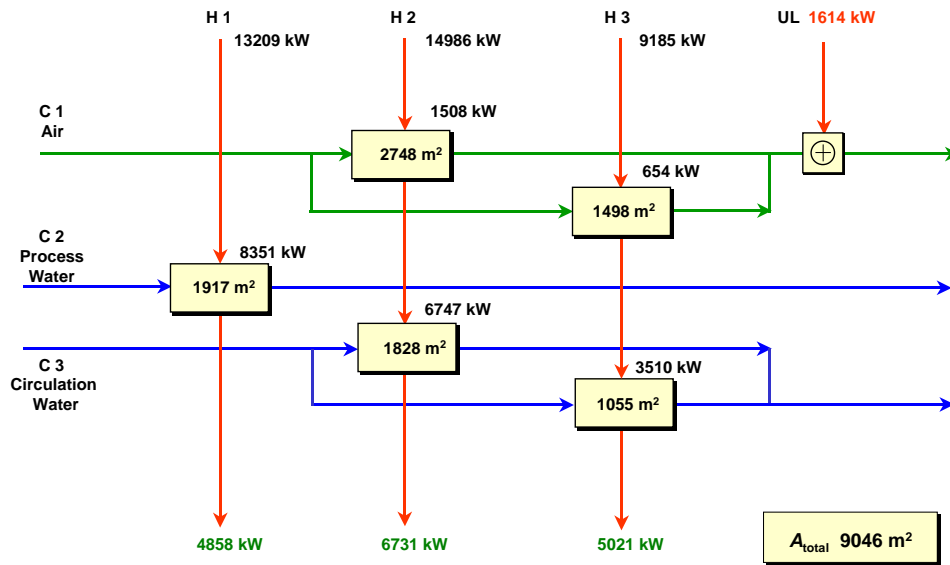 H 1
H 2
H 3
UL 1614 kW
13209 kW
14986 kW
9185 kW
C 1
Air
1508 kW
2748 m²
654 kW
1498 m²
C 2
Process
Water
8351 kW
1917 m²
6747 kW
1828 m²
C 3
Circulation
Water
3510 kW
1055 m²
4858 kW
6731 kW
5021 kW
A total 9046 m²